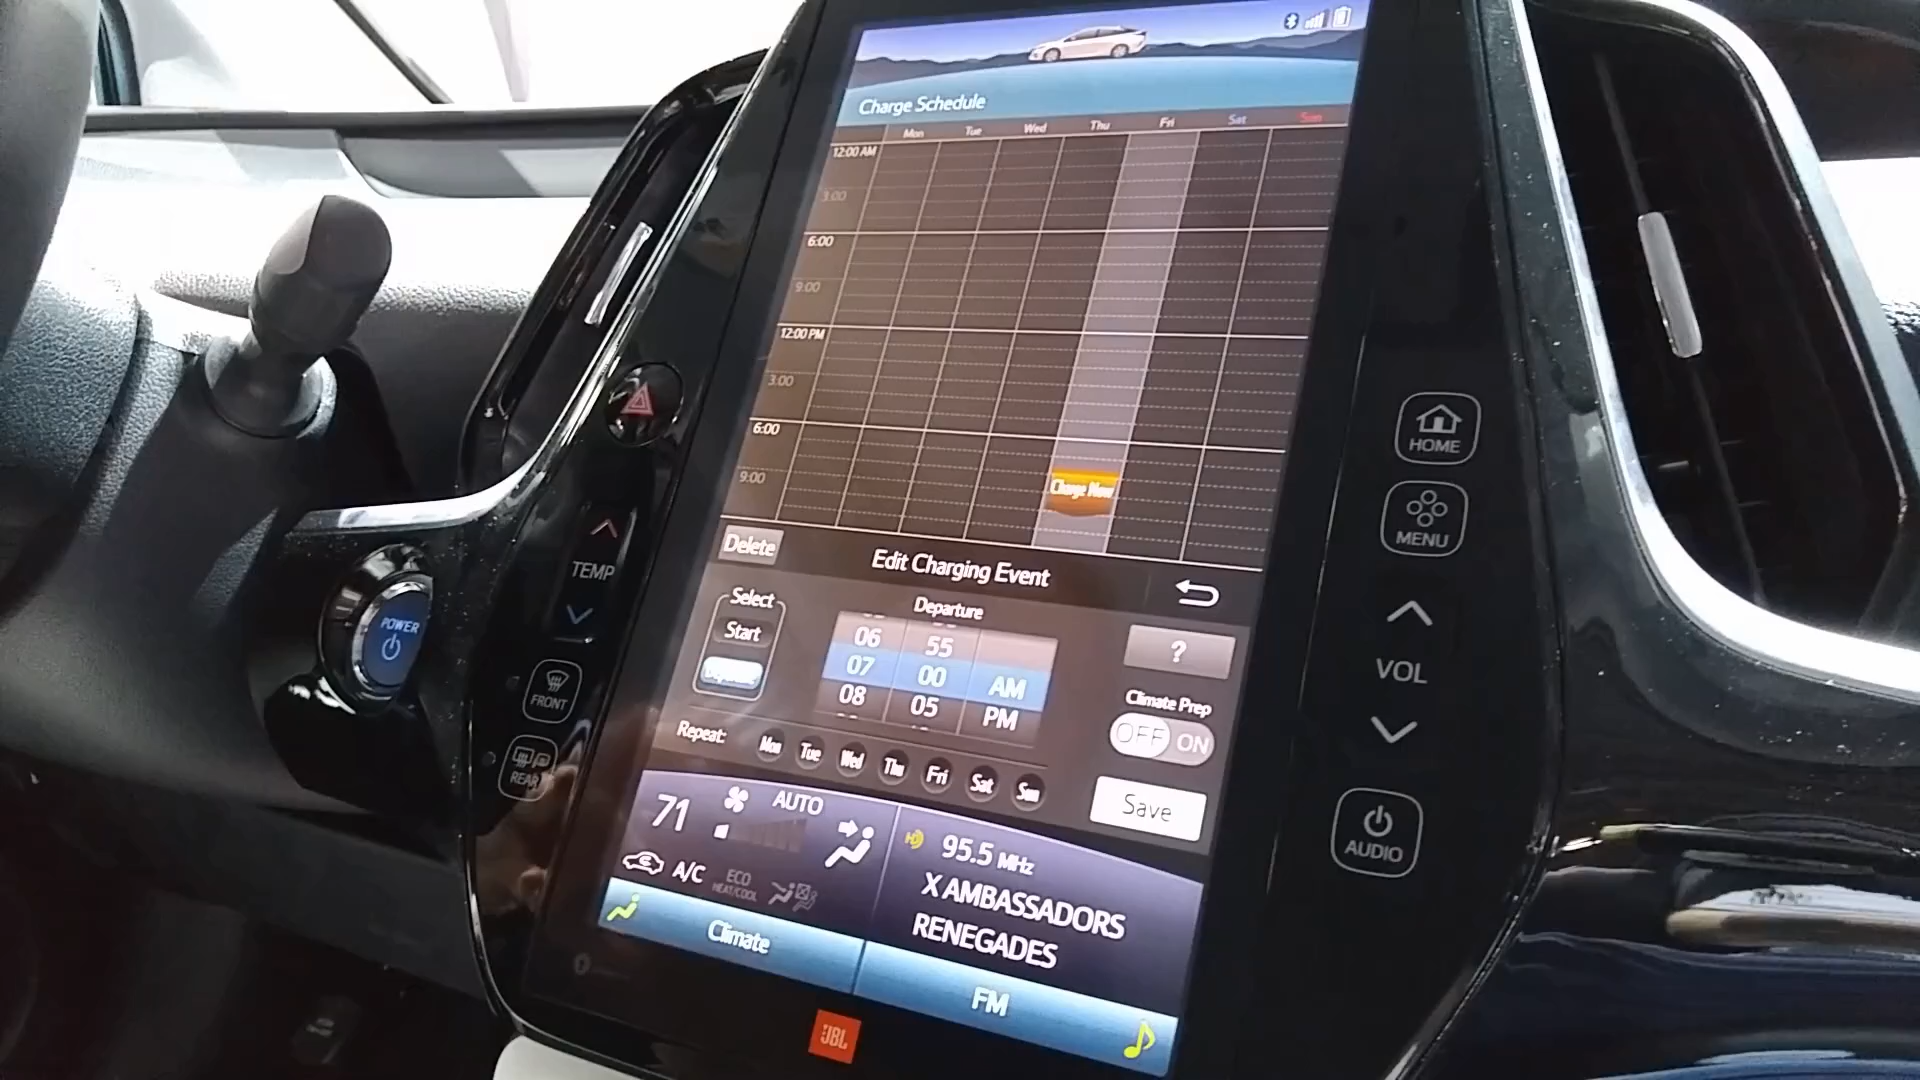 Charge Schedule
Mon Tue Wed Thu Fri Sat Sun
12:00 AM
3:00
6:00
9:00
12:00 PM
3:00
6:00
9:00
Charge Now
Delete
Edit Charging Event
Select
Start
Departure
Departure
06 55
07 00 AM
08 05 PM
?
Climate Prep
OFF ON
Repeat:
Mon Tue Wed Thu Fri Sat Sun
Save
71
AUTO
A/C
ECO
HEAT/COOL
HD
95.5 MHz
X AMBASSADORS
RENEGADES
Climate
FM
JBL
POWER
TEMP
FRONT
REAR
HOME
MENU
VOL
AUDIO